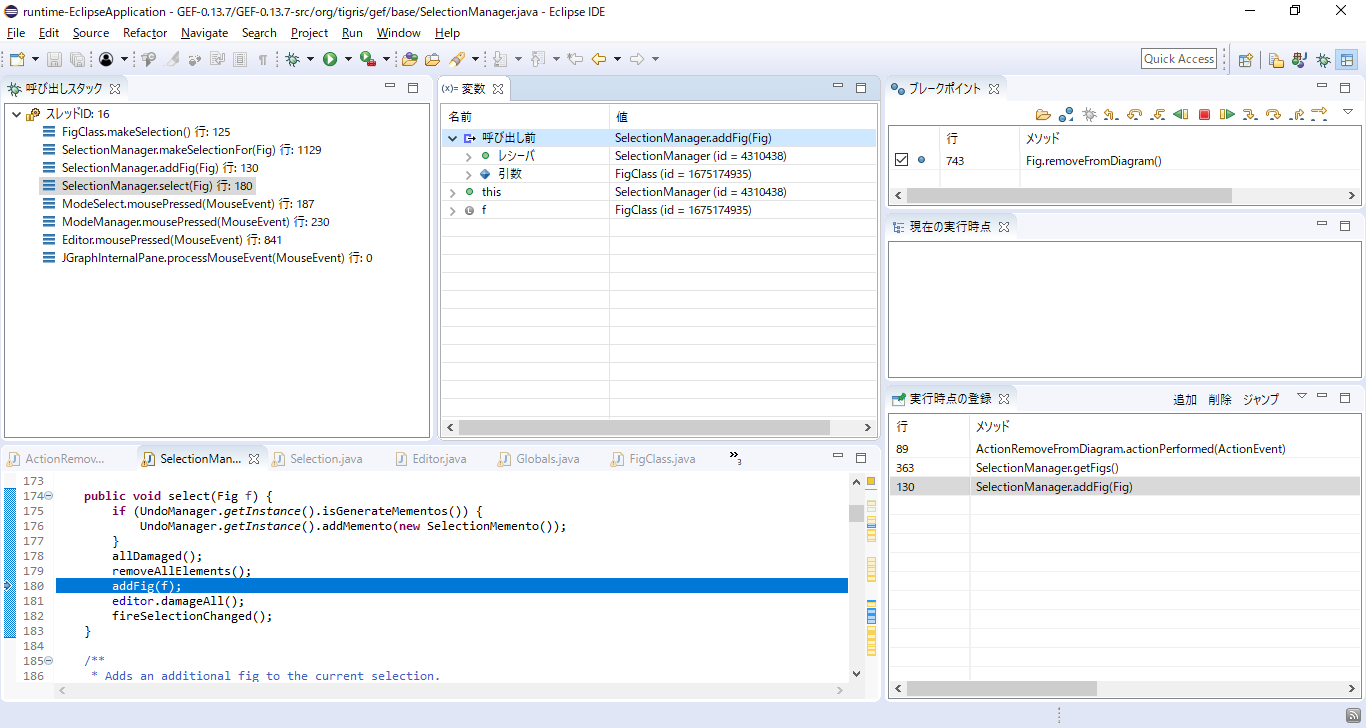 runtime-EclipseApplication - GEF-0.13.7/GEF-0.13.7-src/org/tigris/gef/base/SelectionManager.java - Eclipse IDE
File Edit Source Refactor Navigate Search Project Run Window Help
Quick Access
呼び出しスタック
スレッドID: 16
FigClass.makeSelection() 行: 125
SelectionManager.makeSelectionFor(Fig) 行: 1129
SelectionManager.addFig(Fig) 行: 130
SelectionManager.select(Fig) 行: 180
ModeSelect.mousePressed(MouseEvent) 行: 187
ModeManager.mousePressed(MouseEvent) 行: 230
Editor.mousePressed(MouseEvent) 行: 841
JGraphInternalPane.processMouseEvent(MouseEvent) 行: 0
(x)= 変数
名前 値
呼び出し前 SelectionManager.addFig(Fig)
レシーバ SelectionManager (id = 4310438)
引数 FigClass (id = 1675174935)
this SelectionManager (id = 4310438)
f FigClass (id = 1675174935)
ブレークポイント
行 メソッド
743 Fig.removeFromDiagram()
現在の実行時点
実行時点の登録 追加 削除 ジャンプ
行 メソッド
89 ActionRemoveFromDiagram.actionPerformed(ActionEvent)
363 SelectionManager.getFigs()
130 SelectionManager.addFig(Fig)
ActionRemov... SelectionMan... Selection.java Editor.java Globals.java FigClass.java »3
173
174 public void select(Fig f) {
175 if (UndoManager.getInstance().isGenerateMementos()) {
176 UndoManager.getInstance().addMemento(new SelectionMemento());
177 }
178 allDamaged();
179 removeAllElements();
180 addFig(f);
181 editor.damageAll();
182 fireSelectionChanged();
183 }
184
185 /**
186 * Adds an additional fig to the current selection.